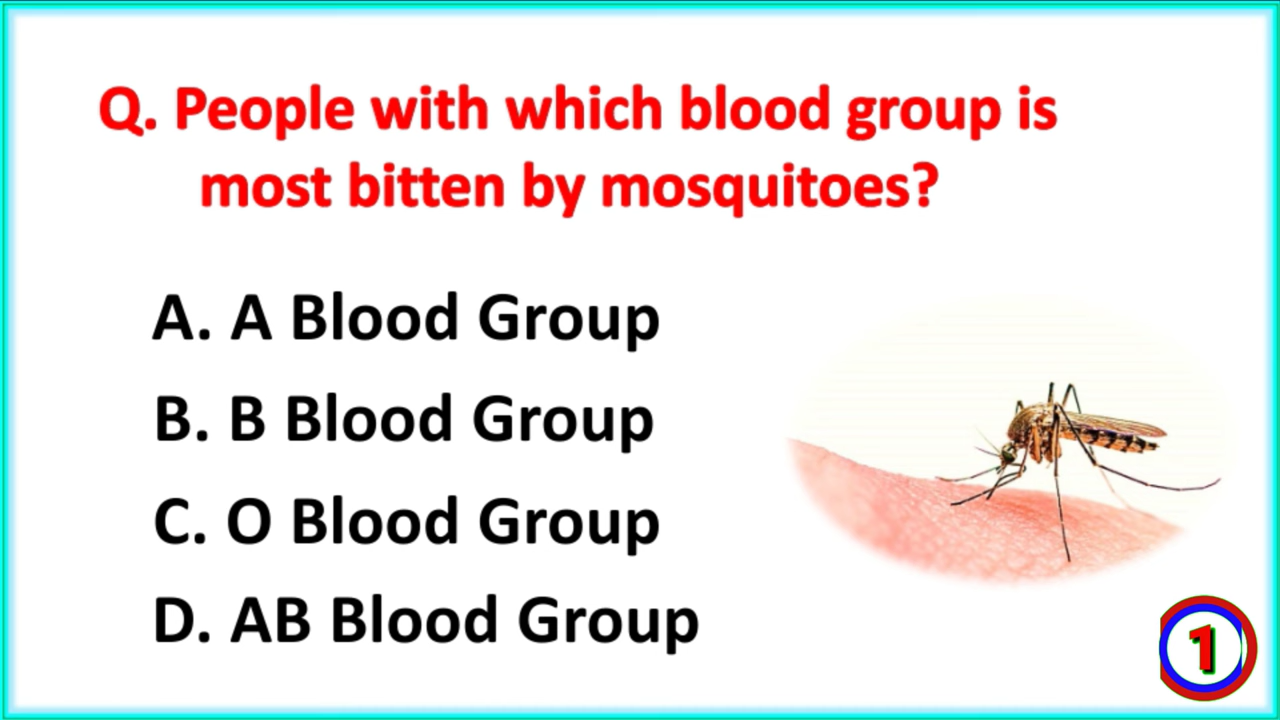 Q. People with which blood group is
most bitten by mosquitoes?
A. A Blood Group
B. B Blood Group
C. O Blood Group
D. AB Blood Group
1